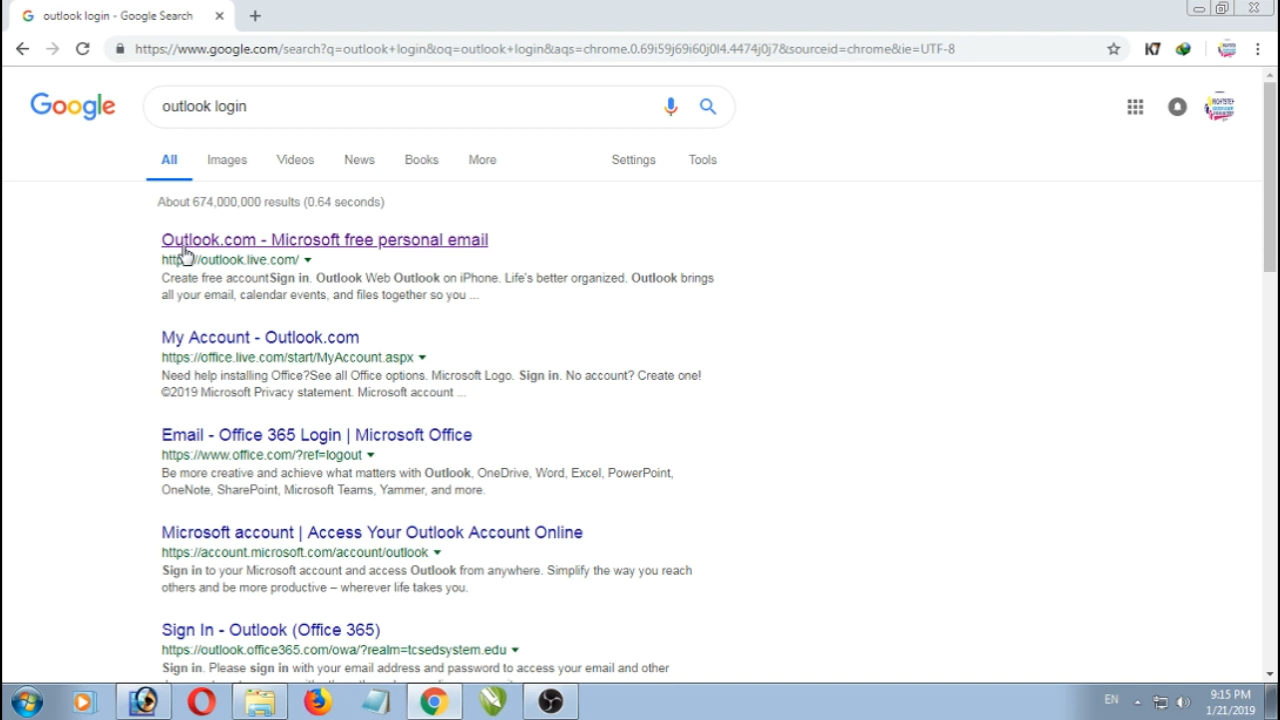 outlook login - Google Search
https://www.google.com/search?q=outlook+login&oq=outlook+login&aqs=chrome.0.69i59j69i60j0l4.4474j0j7&sourceid=chrome&ie=UTF-8
K7
Google
outlook login
All Images Videos News Books More Settings Tools
About 674,000,000 results (0.64 seconds)
Outlook.com - Microsoft free personal email
https://outlook.live.com/
Create free accountSign in. Outlook Web Outlook on iPhone. Life's better organized. Outlook brings
all your email, calendar events, and files together so you ...
My Account - Outlook.com
https://office.live.com/start/MyAccount.aspx
Need help installing Office?See all Office options. Microsoft Logo. Sign in. No account? Create one!
©2019 Microsoft Privacy statement. Microsoft account ...
Email - Office 365 Login | Microsoft Office
https://www.office.com/?ref=logout
Be more creative and achieve what matters with Outlook, OneDrive, Word, Excel, PowerPoint,
OneNote, SharePoint, Microsoft Teams, Yammer, and more.
Microsoft account | Access Your Outlook Account Online
https://account.microsoft.com/account/outlook
Sign in to your Microsoft account and access Outlook from anywhere. Simplify the way you reach
others and be more productive – wherever life takes you.
Sign In - Outlook (Office 365)
https://outlook.office365.com/owa/?realm=tcsedsystem.edu
Sign in. Please sign in with your email address and password to access your email and other
EN
9:15 PM
1/21/2019